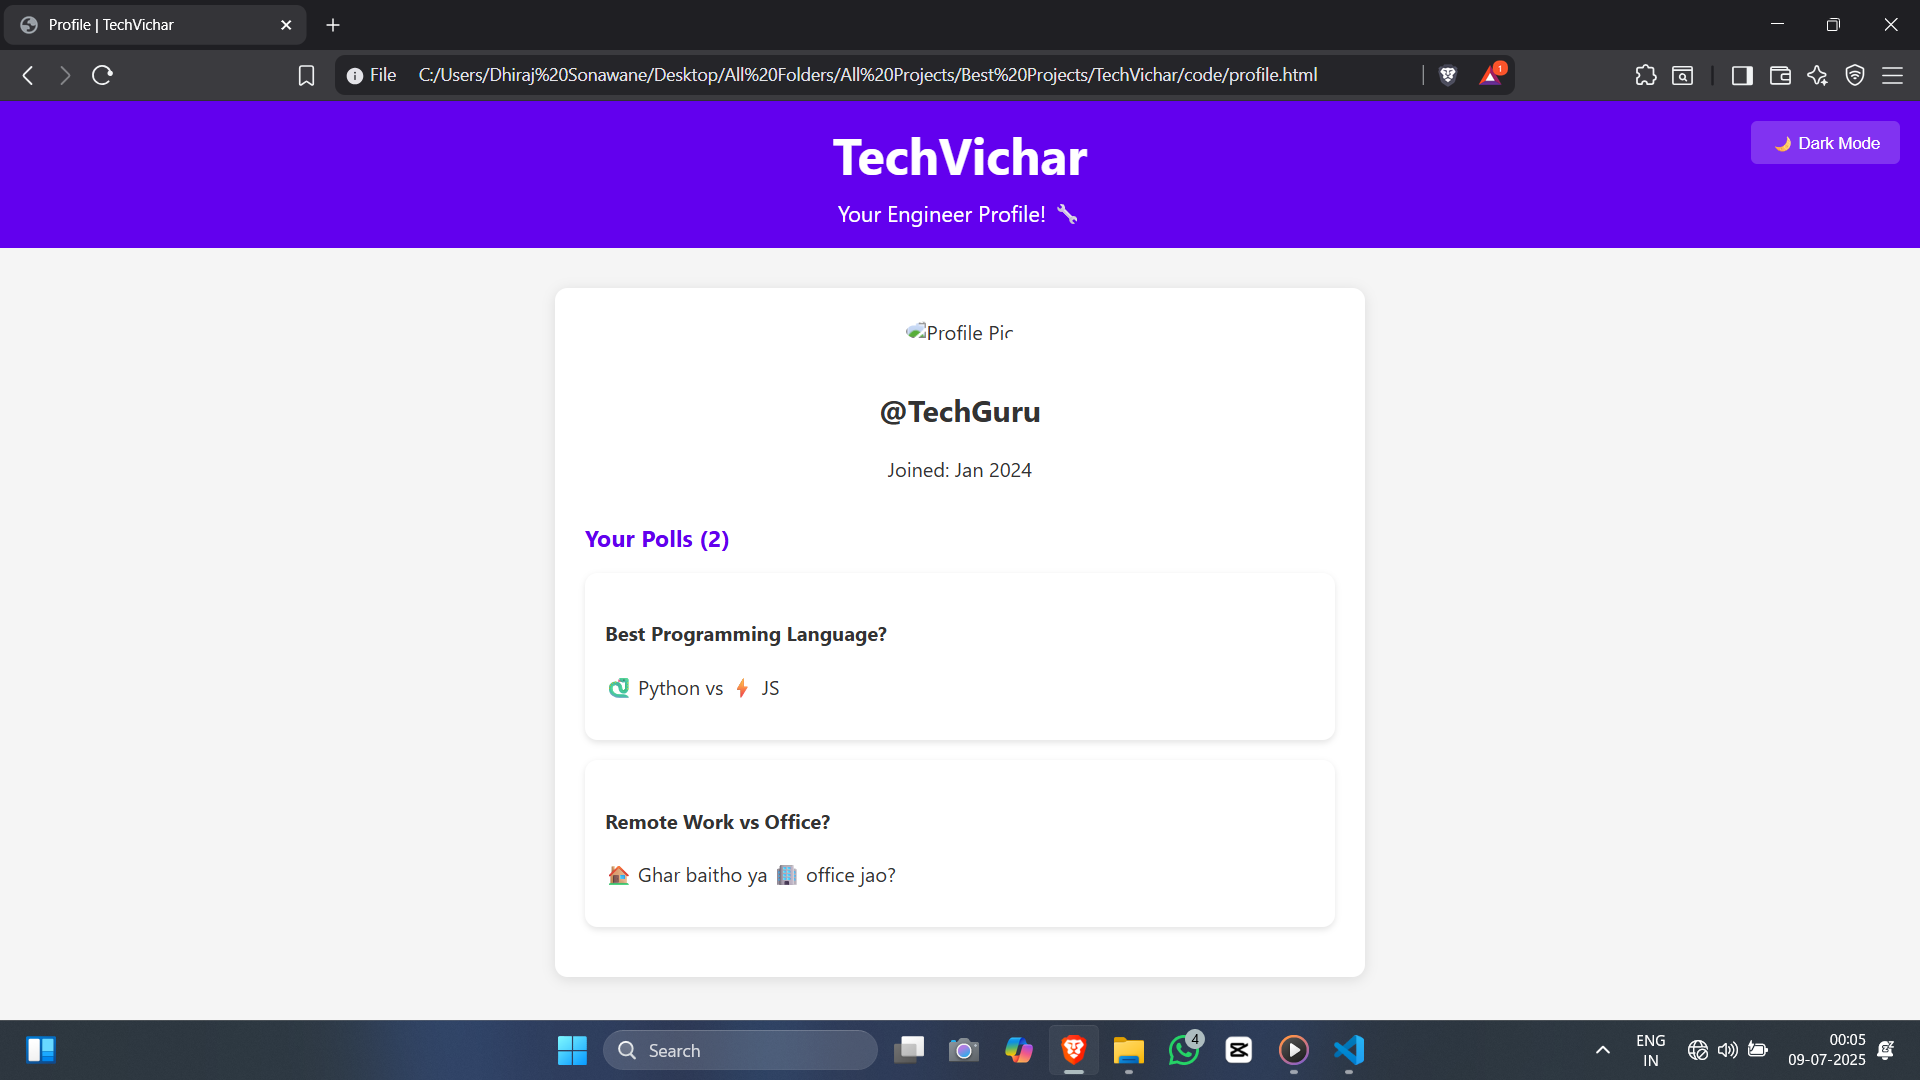 Profile | TechVichar
File C:/Users/Dhiraj%20Sonawane/Desktop/All%20Folders/All%20Projects/Best%20Projects/TechVichar/code/profile.html
1
TechVichar
🌙 Dark Mode
Your Engineer Profile! 🔧
Profile Pic
@TechGuru
Joined: Jan 2024
Your Polls (2)
Best Programming Language?
🐍 Python vs ⚡ JS
Remote Work vs Office?
🏠 Ghar baitho ya 🏢 office jao?
Search
4
ENG
IN
00:05
09-07-2025